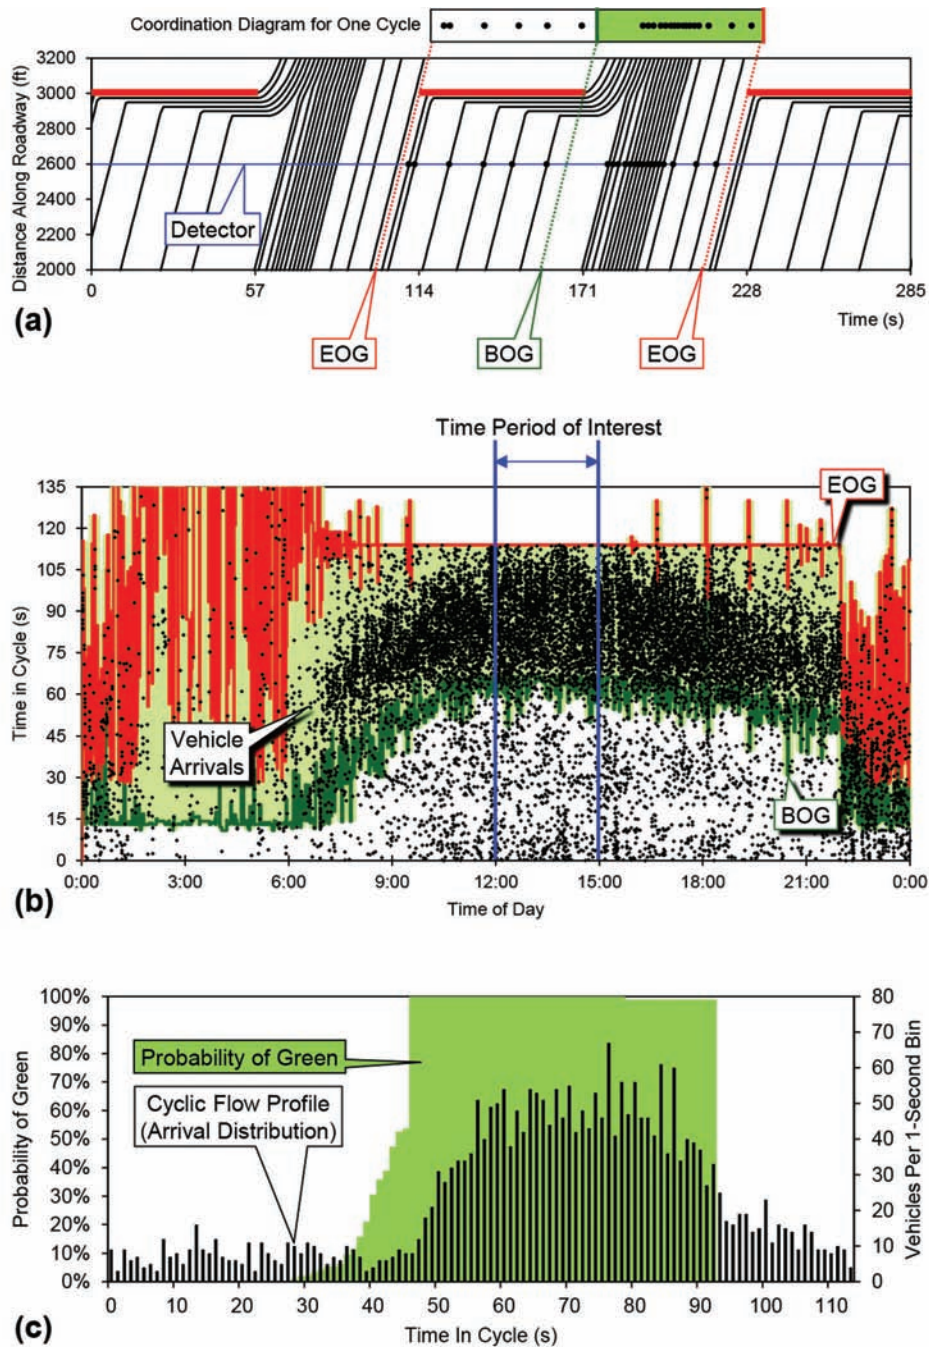 Coordination Diagram for One Cycle
Distance Along Roadway (ft)
3200
3000
2800
2600
2400
2200
2000
Detector
0 57 114 171 228 285
(a)
EOG BOG EOG
Time (s)
Time Period of Interest
EOG
Time in Cycle (s)
135
120
105
90
75
60
45
30
15
0
Vehicle
Arrivals
BOG
0:00 3:00 6:00 9:00 12:00 15:00 18:00 21:00 0:00
(b)
Time of Day
Probability of Green
100%
90%
80%
70%
60%
50%
40%
30%
20%
10%
0%
Probability of Green
Cyclic Flow Profile
(Arrival Distribution)
80
70
60
50
40
30
20
10
0
Vehicles Per 1-Second Bin
0 10 20 30 40 50 60 70 80 90 100 110
(c)
Time In Cycle (s)